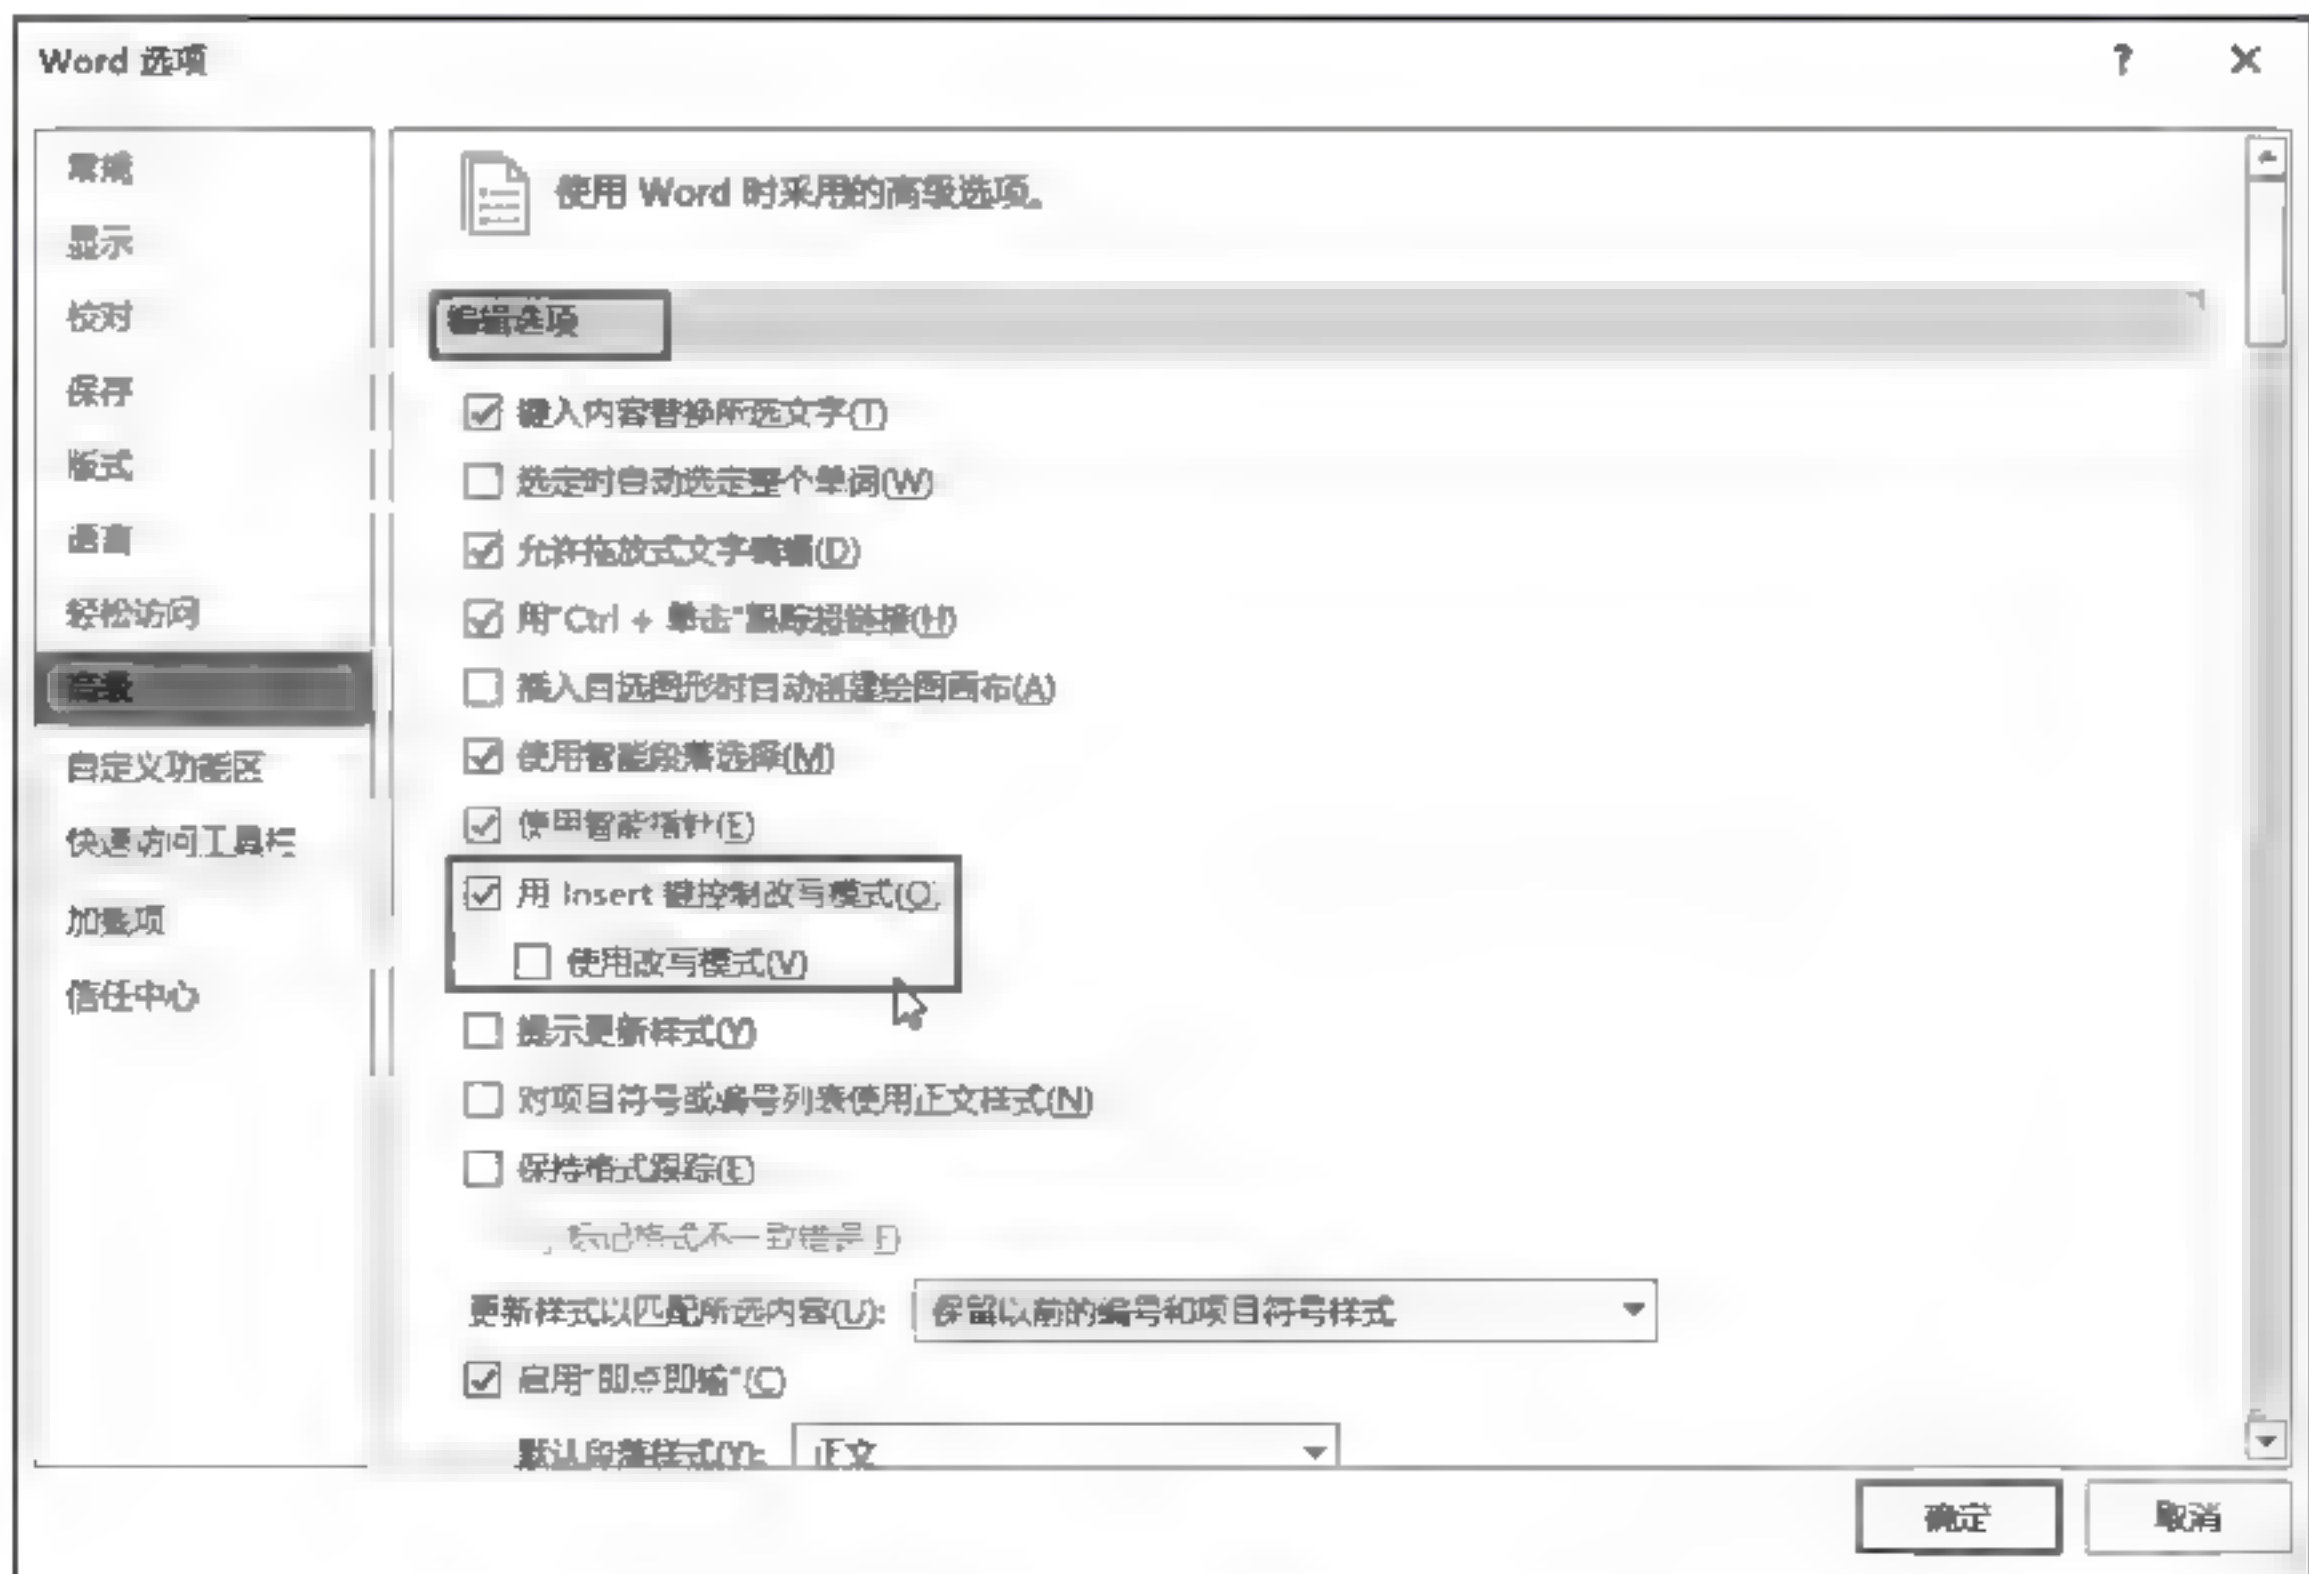 Word 选项
?
常规
显示
校对
保存
版式
语言
轻松访问
高级
自定义功能区
快速访问工具栏
加载项
信任中心
使用 Word 时采用的高级选项。
编辑选项
键入内容替换所选文字(T)
选定时自动选定整个单词(W)
允许拖放式文字编辑(D)
用"Ctrl + 单击"跟踪超链接(H)
插入自选图形时自动创建绘图画布(A)
使用智能段落选择(M)
使用智能指针(E)
用 Insert 键控制改写模式(O)
使用改写模式(V)
提示更新样式(Y)
对项目符号或编号列表使用正文样式(N)
保持格式跟踪(E)
标记格式不一致错误(F)
更新样式以匹配所选内容(U): 保留以前的编号和项目符号样式
启用"即点即输"(C)
默认段落样式(Y): 正文
确定 取消